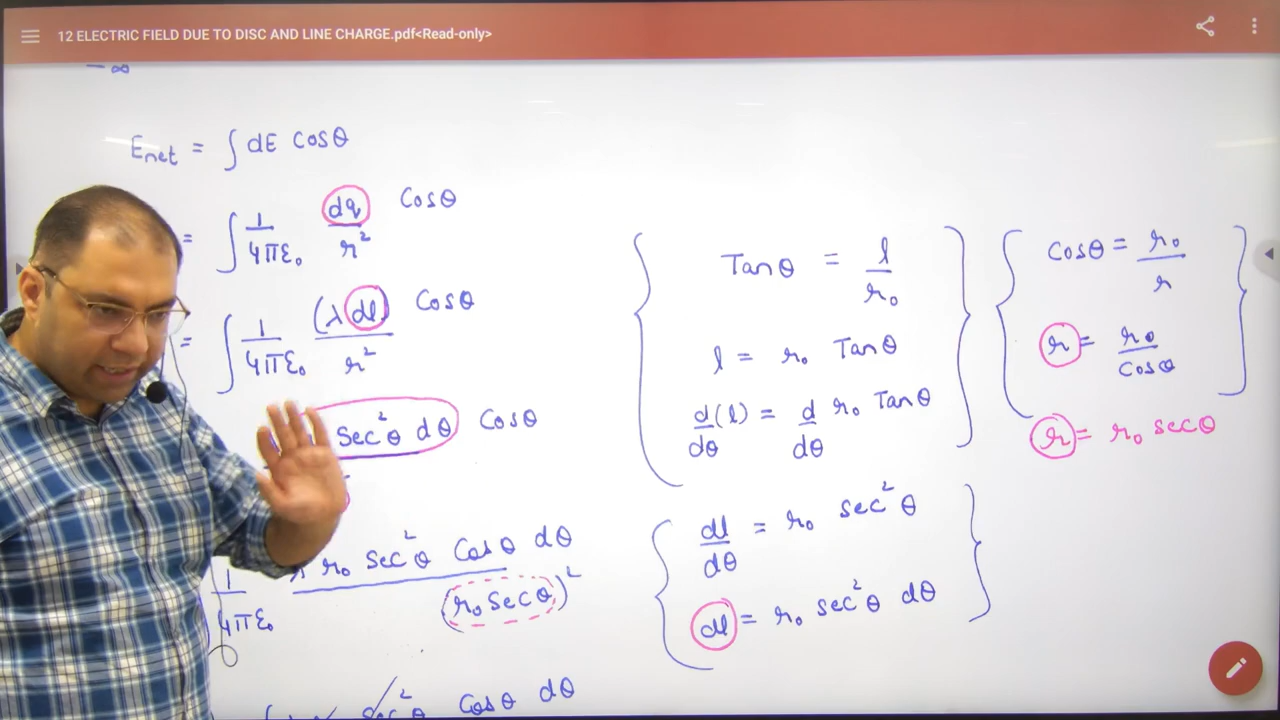 12 ELECTRIC FIELD DUE TO DISC AND LINE CHARGE.pdf<Read-only>
− ∞
E_net = ∫ dE Cosθ
= ∫ 1/4πε₀ dq/r² Cosθ
= ∫ 1/4πε₀ (λ dl)/r² Cosθ
Sec²θ dθ Cosθ
1/4πε₀ λ r₀ Sec²θ Cosθ dθ/(r₀ Secθ)²
Sec²θ Cosθ dθ
Tanθ = l/r₀
l = r₀ Tanθ
d/dθ (l) = d/dθ r₀ Tanθ
dl/dθ = r₀ sec²θ
dl = r₀ sec²θ dθ
Cosθ = r₀/r
r = r₀/Cosθ
r = r₀ secθ